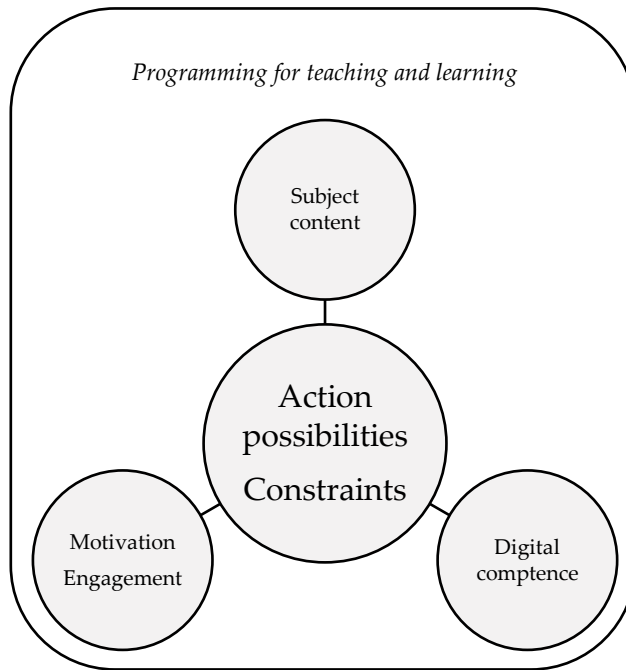 Programming for teaching and learning
Subject
content
Action
possibilities
Constraints
Motivation
Engagement
Digital
comptence